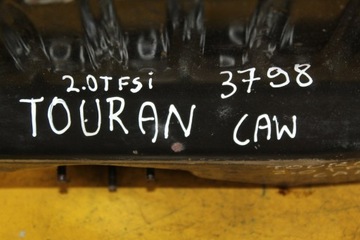 2.0TFSi 3798
TOURAN CAW